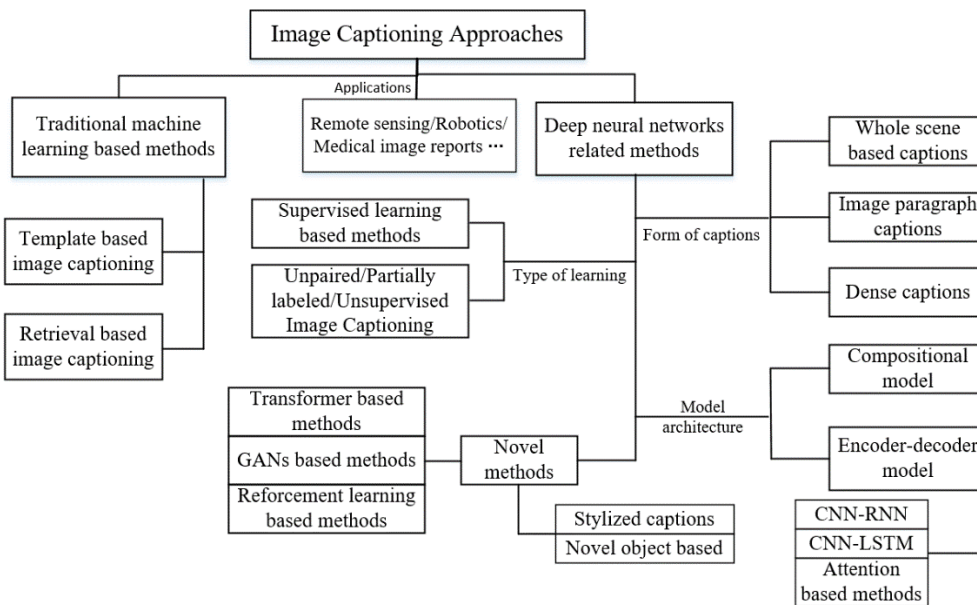 Image Captioning Approaches
Applications
Traditional machine
learning based methods
Remote sensing/Robotics/
Medical image reports ···
Deep neural networks
related methods
Whole scene
based captions
Template based
image captioning
Supervised learning
based methods
Form of captions
Image paragraph
captions
Type of learning
Unpaired/Partially
labeled/Unsupervised
Image Captioning
Dense captions
Retrieval based
image captioning
Compositional
model
Transformer based
methods
Model
architecture
GANs based methods
Novel
methods
Encoder-decoder
model
Reforcement learning
based methods
Stylized captions
Novel object based
CNN-RNN
CNN-LSTM
Attention
based methods